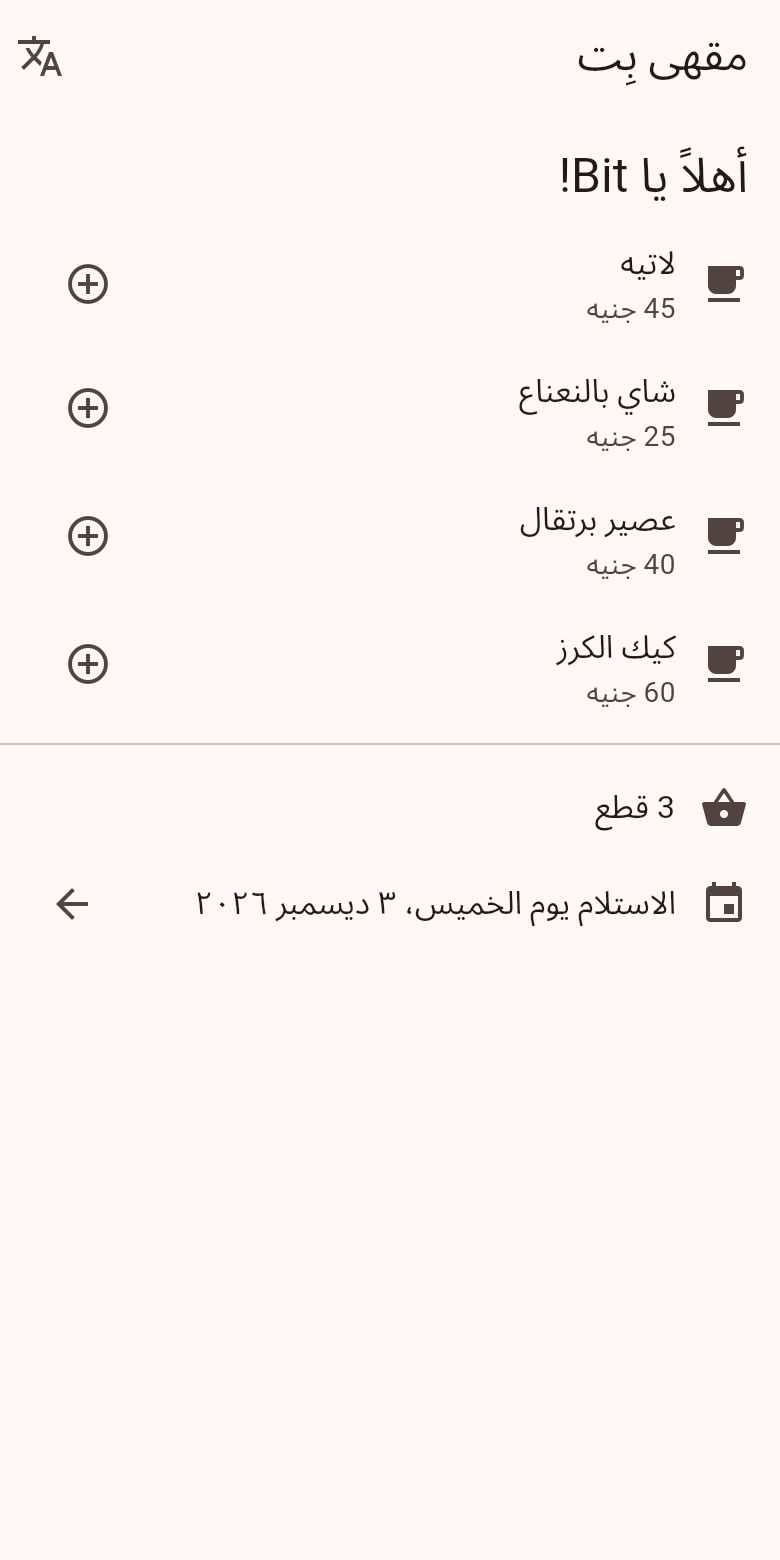 مقهى بِت
أهلاً يا Bit!
لاتيه
45 جنيه
شاي بالنعناع
25 جنيه
عصير برتقال
40 جنيه
كيك الكرز
60 جنيه
3 قطع
الاستلام يوم الخميس، ٣ ديسمبر ٢٠٢٦